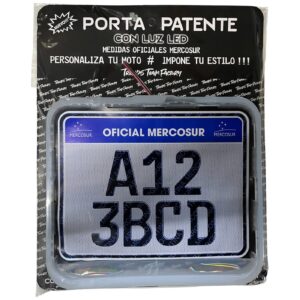 PORTA PATENTE
CON LUZ LED
MEDIDAS OFICIALES MERCOSUR
PERSONALIZA TU MOTO # IMPONE TU ESTILO !!!
OFICIAL MERCOSUR
MERCOSUR
MERCOSUR
A12
3BCD